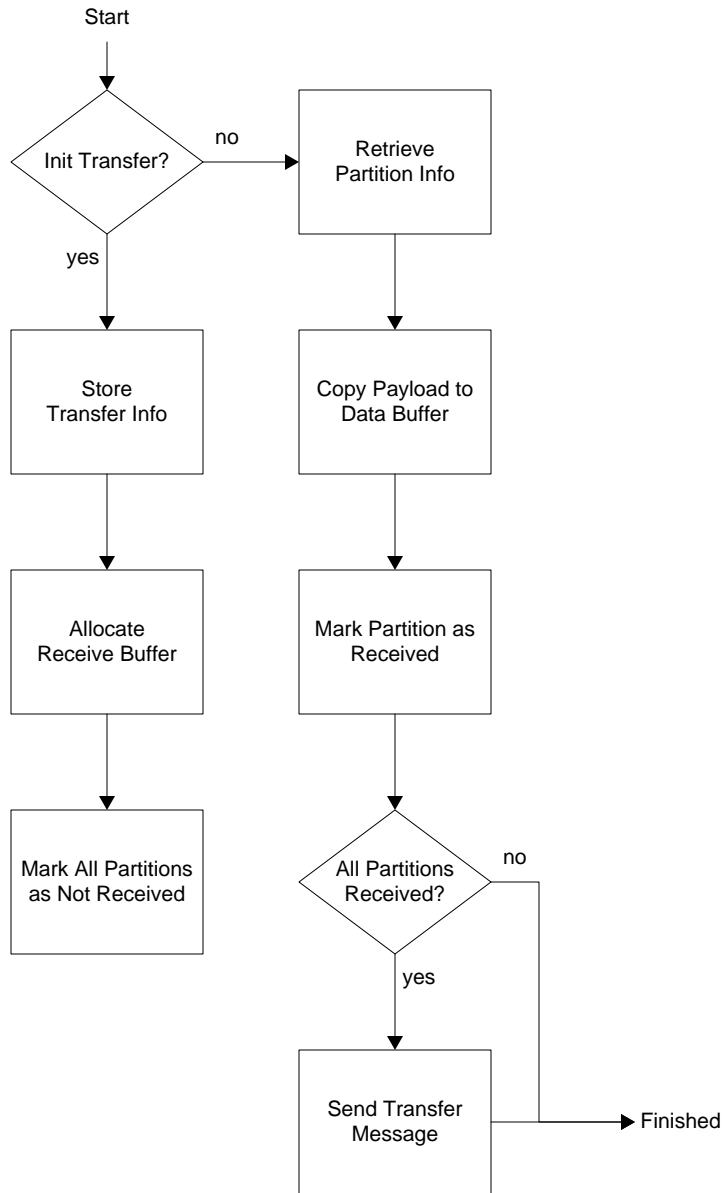 Start
Init Transfer?
no
yes
Retrieve
Partition Info
Store
Transfer Info
Copy Payload to
Data Buffer
Allocate
Receive Buffer
Mark Partition as
Received
Mark All Partitions
as Not Received
All Partitions
Received?
no
yes
Send Transfer
Message
Finished